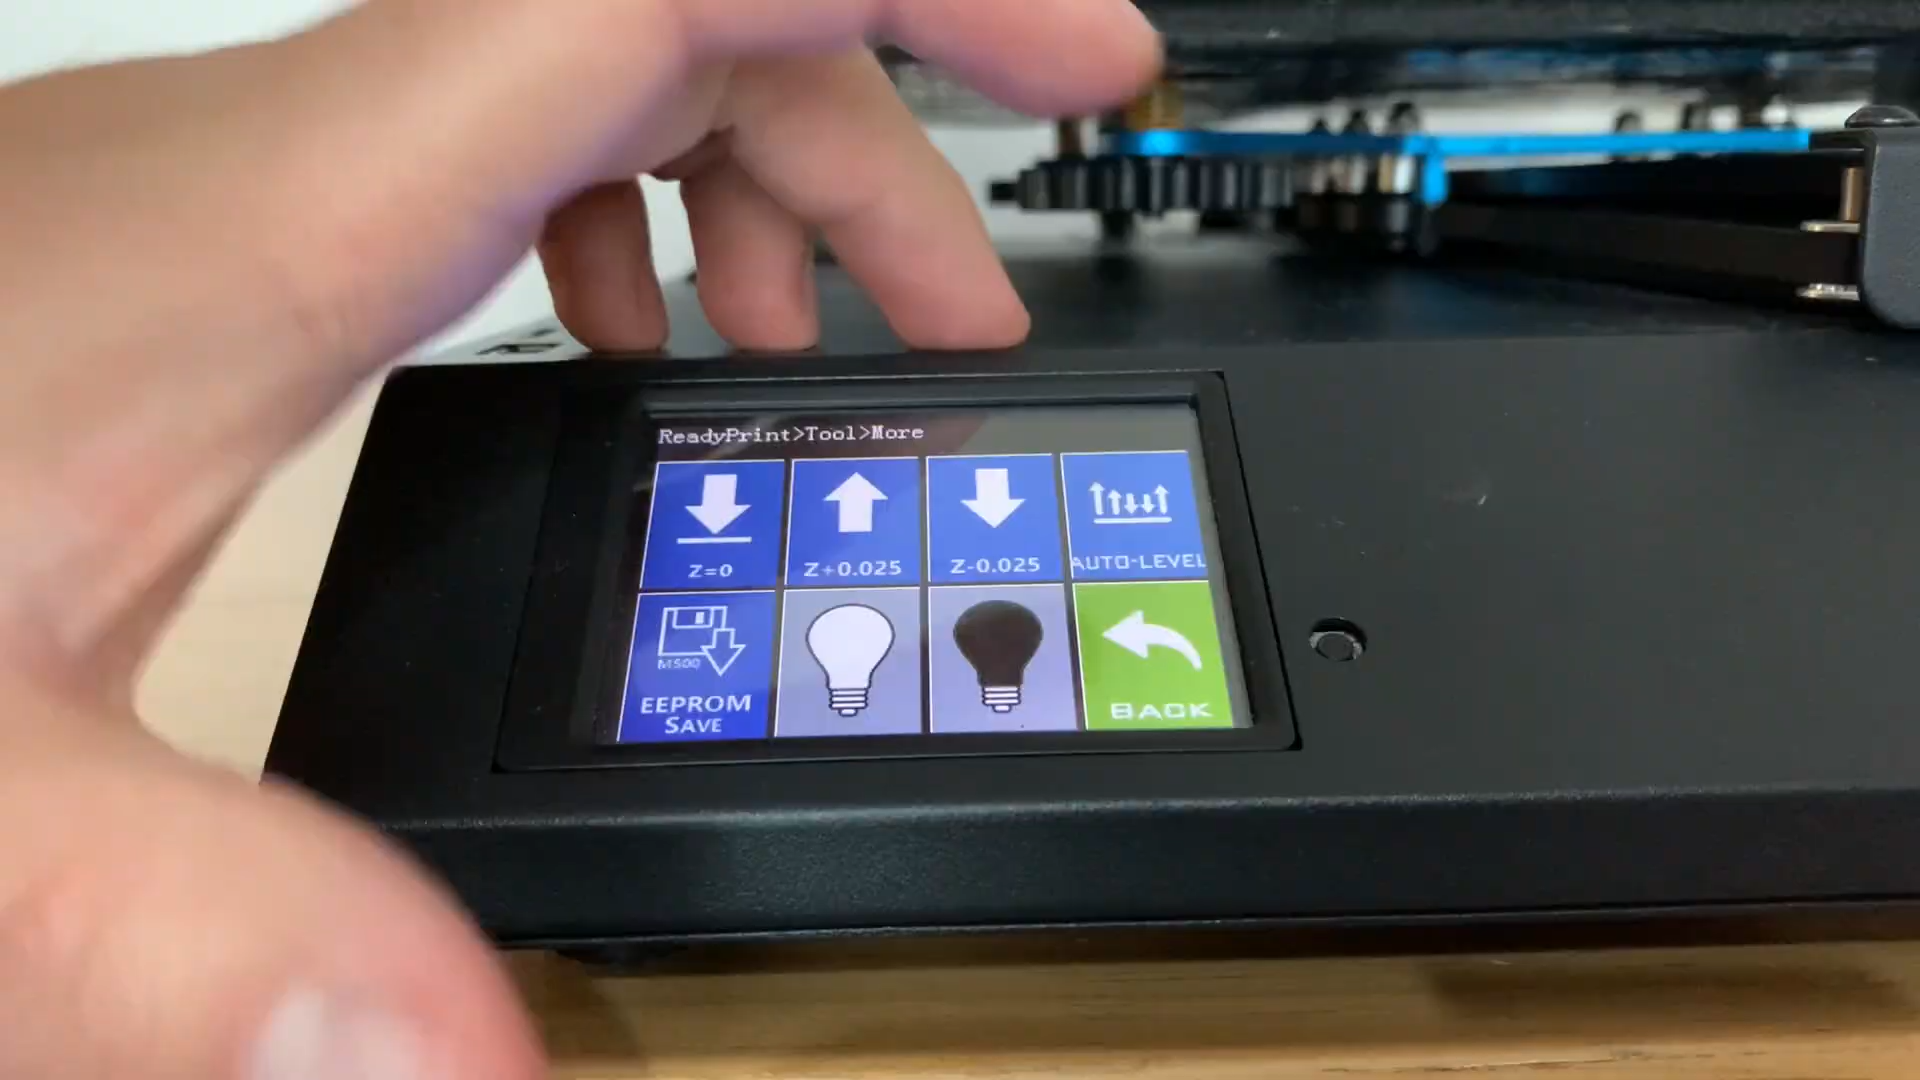 ReadyPrint>Tool>More
Z=0
Z+0.025
Z-0.025
AUTO-LEVEL
M500
EEPROM
SAVE
BACK